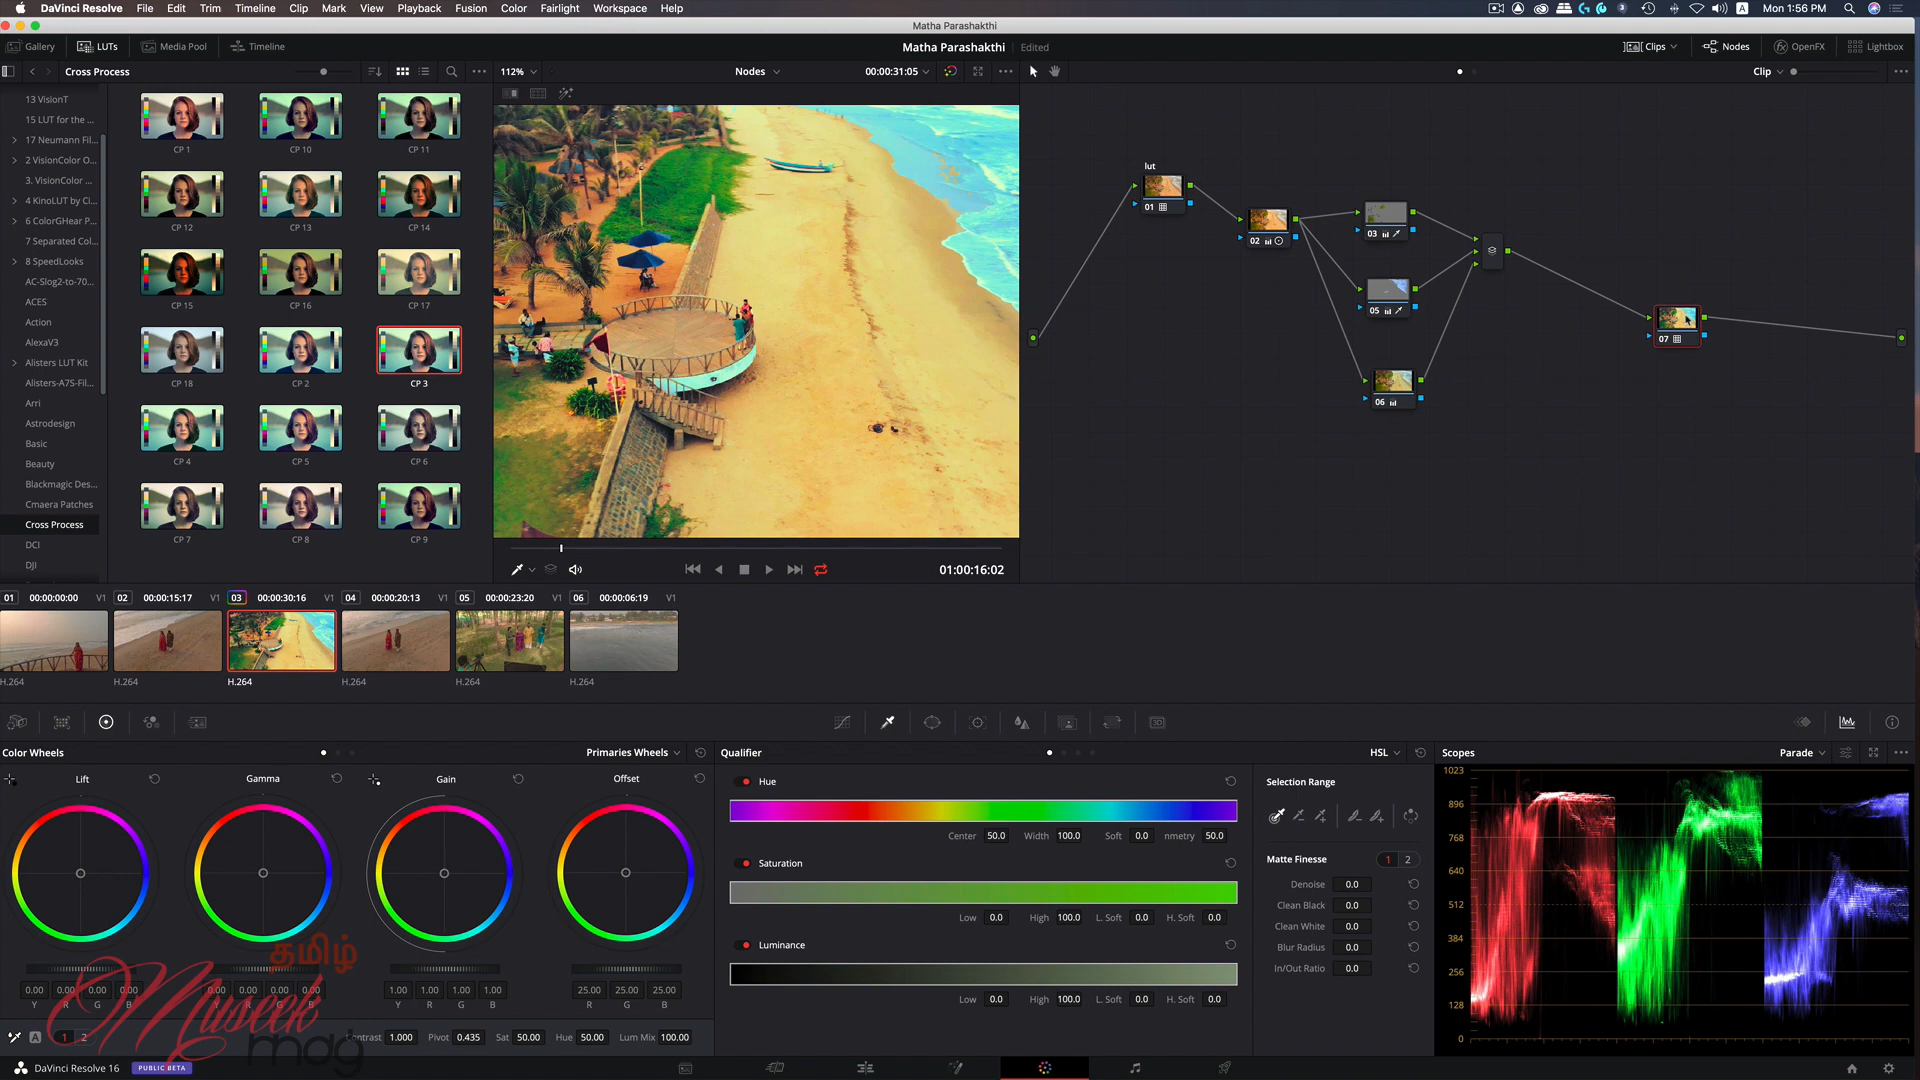 DaVinci Resolve File Edit Trim Timeline Clip Mark View Playback Fusion Color Fairlight Workspace Help
Mon 1:56 PM
Matha Parashakthi
Gallery LUTs Media Pool Timeline
Matha Parashakthi Edited
Clips Nodes OpenFX Lightbox
Cross Process
112% Nodes 00:00:31:05
Clip
13 VisionT
15 LUT for the ...
17 Neumann Fil...
2 VisionColor O...
3. VisionColor ...
4 KinoLUT by Ci...
6 ColorGHear P...
7 Separated Col...
8 SpeedLooks
AC-Slog2-to-70...
ACES
Action
AlexaV3
Alisters LUT Kit
Alisters-A7S-Fil...
Arri
Astrodesign
Basic
Beauty
Blackmagic Des...
Cmaera Patches
Cross Process
DCI
DJI
CP 1 CP 10 CP 11
CP 12 CP 13 CP 14
CP 15 CP 16 CP 17
CP 18 CP 2 CP 3
CP 4 CP 5 CP 6
CP 7 CP 8 CP 9
01:00:16:02
lut
01
02
03
05
06
07
01 00:00:00:00 V1 02 00:00:15:17 V1 03 00:00:30:16 V1 04 00:00:20:13 V1 05 00:00:23:20 V1 06 00:00:06:19 V1
H.264 H.264 H.264 H.264 H.264 H.264
Color Wheels Primaries Wheels
Lift Gamma Gain Offset
0.00 0.00 0.00 0.00 0.00 0.00 0.00 0.00 1.00 1.00 1.00 1.00 25.00 25.00 25.00
Y R G B Y R G B Y R G B R G B
A 1 2 Contrast 1.000 Pivot 0.435 Sat 50.00 Hue 50.00 Lum Mix 100.00
Qualifier HSL
Hue
Center 50.0 Width 100.0 Soft 0.0 nmetry 50.0
Saturation
Low 0.0 High 100.0 L. Soft 0.0 H. Soft 0.0
Luminance
Low 0.0 High 100.0 L. Soft 0.0 H. Soft 0.0
Selection Range
Matte Finesse 1 2
Denoise 0.0
Clean Black 0.0
Clean White 0.0
Blur Radius 0.0
In/Out Ratio 0.0
Scopes Parade
1023
896
768
640
512
384
256
128
0
தமிழ்
Museek
mag
DaVinci Resolve 16 PUBLIC BETA